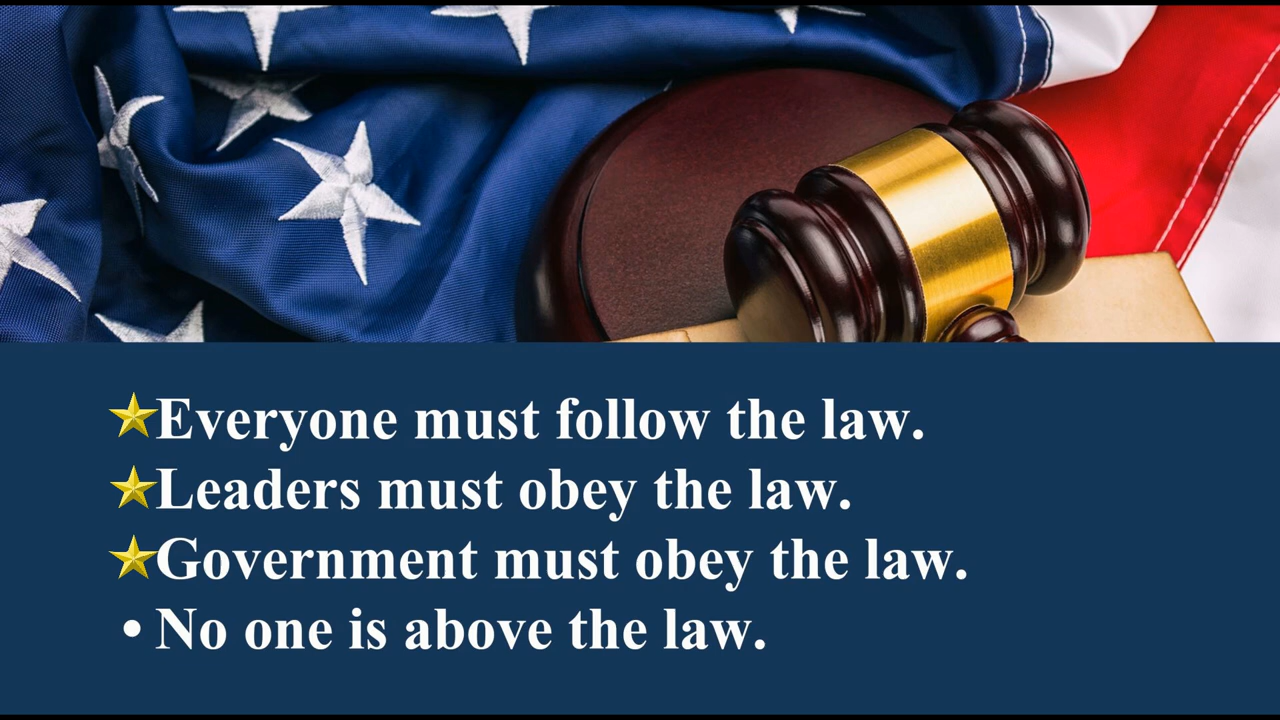 Everyone must follow the law.
Leaders must obey the law.
Government must obey the law.
• No one is above the law.